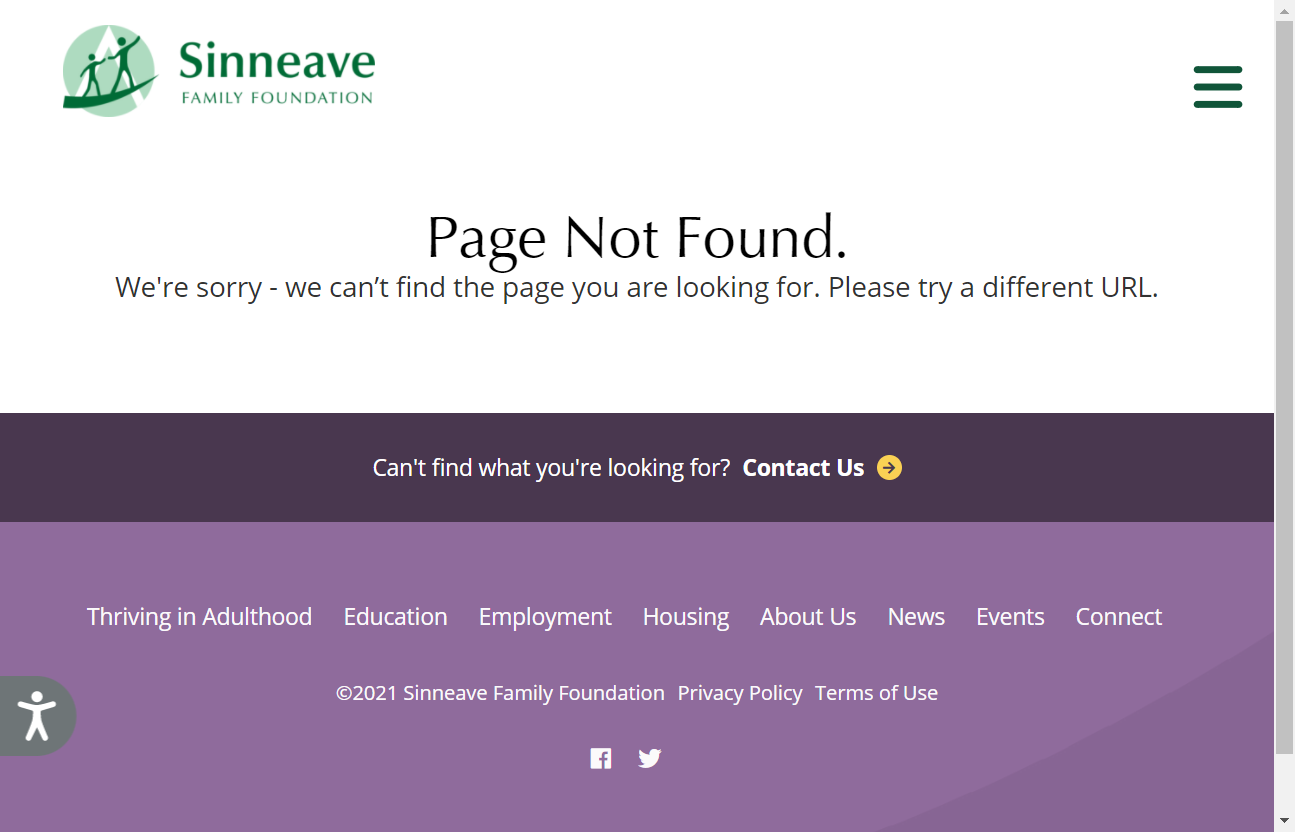 Sinneave
FAMILY FOUNDATION
Page Not Found.
We're sorry - we can’t find the page you are looking for. Please try a different URL.
Can't find what you're looking for? Contact Us
Thriving in Adulthood Education Employment Housing About Us News Events Connect
©2021 Sinneave Family Foundation Privacy Policy Terms of Use